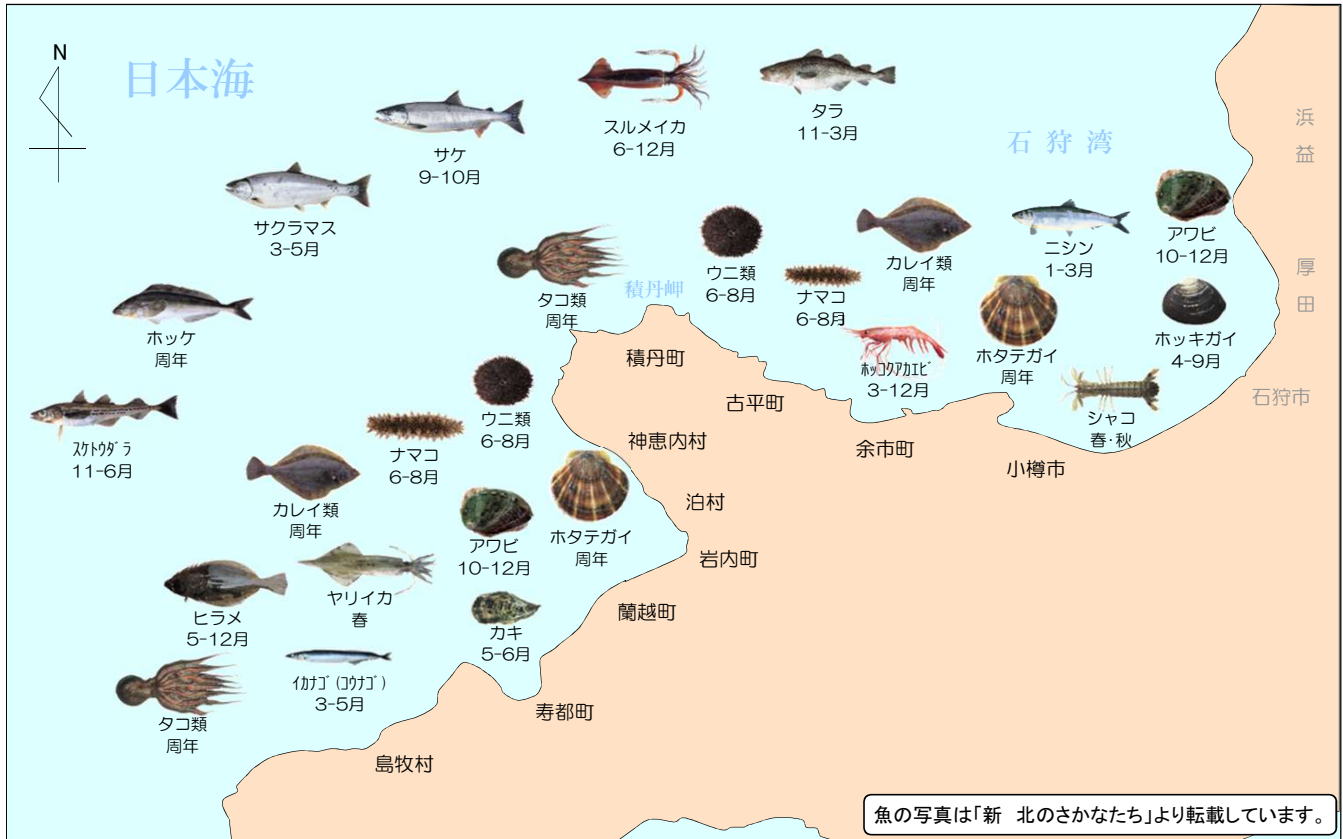 N
日本海
石狩湾
浜益
厚田
石狩市
スルメイカ
6-12月
タラ
11-3月
サケ
9-10月
サクラマス
3-5月
タコ類
周年
積丹岬
ウニ類
6-8月
ナマコ
6-8月
カレイ類
周年
ニシン
1-3月
アワビ
10-12月
ホッケ
周年
ホッコクアカエビ
3-12月
ホタテガイ
周年
ホッキガイ
4-9月
シャコ
春・秋
積丹町
古平町
余市町
小樽市
神恵内村
泊村
岩内町
蘭越町
寿都町
島牧村
スケトウダラ
11-6月
カレイ類
周年
ナマコ
6-8月
ウニ類
6-8月
アワビ
10-12月
ホタテガイ
周年
ヒラメ
5-12月
ヤリイカ
春
カキ
5-6月
イカナゴ(コウナゴ)
3-5月
タコ類
周年
魚の写真は「新 北のさかなたち」より転載しています。